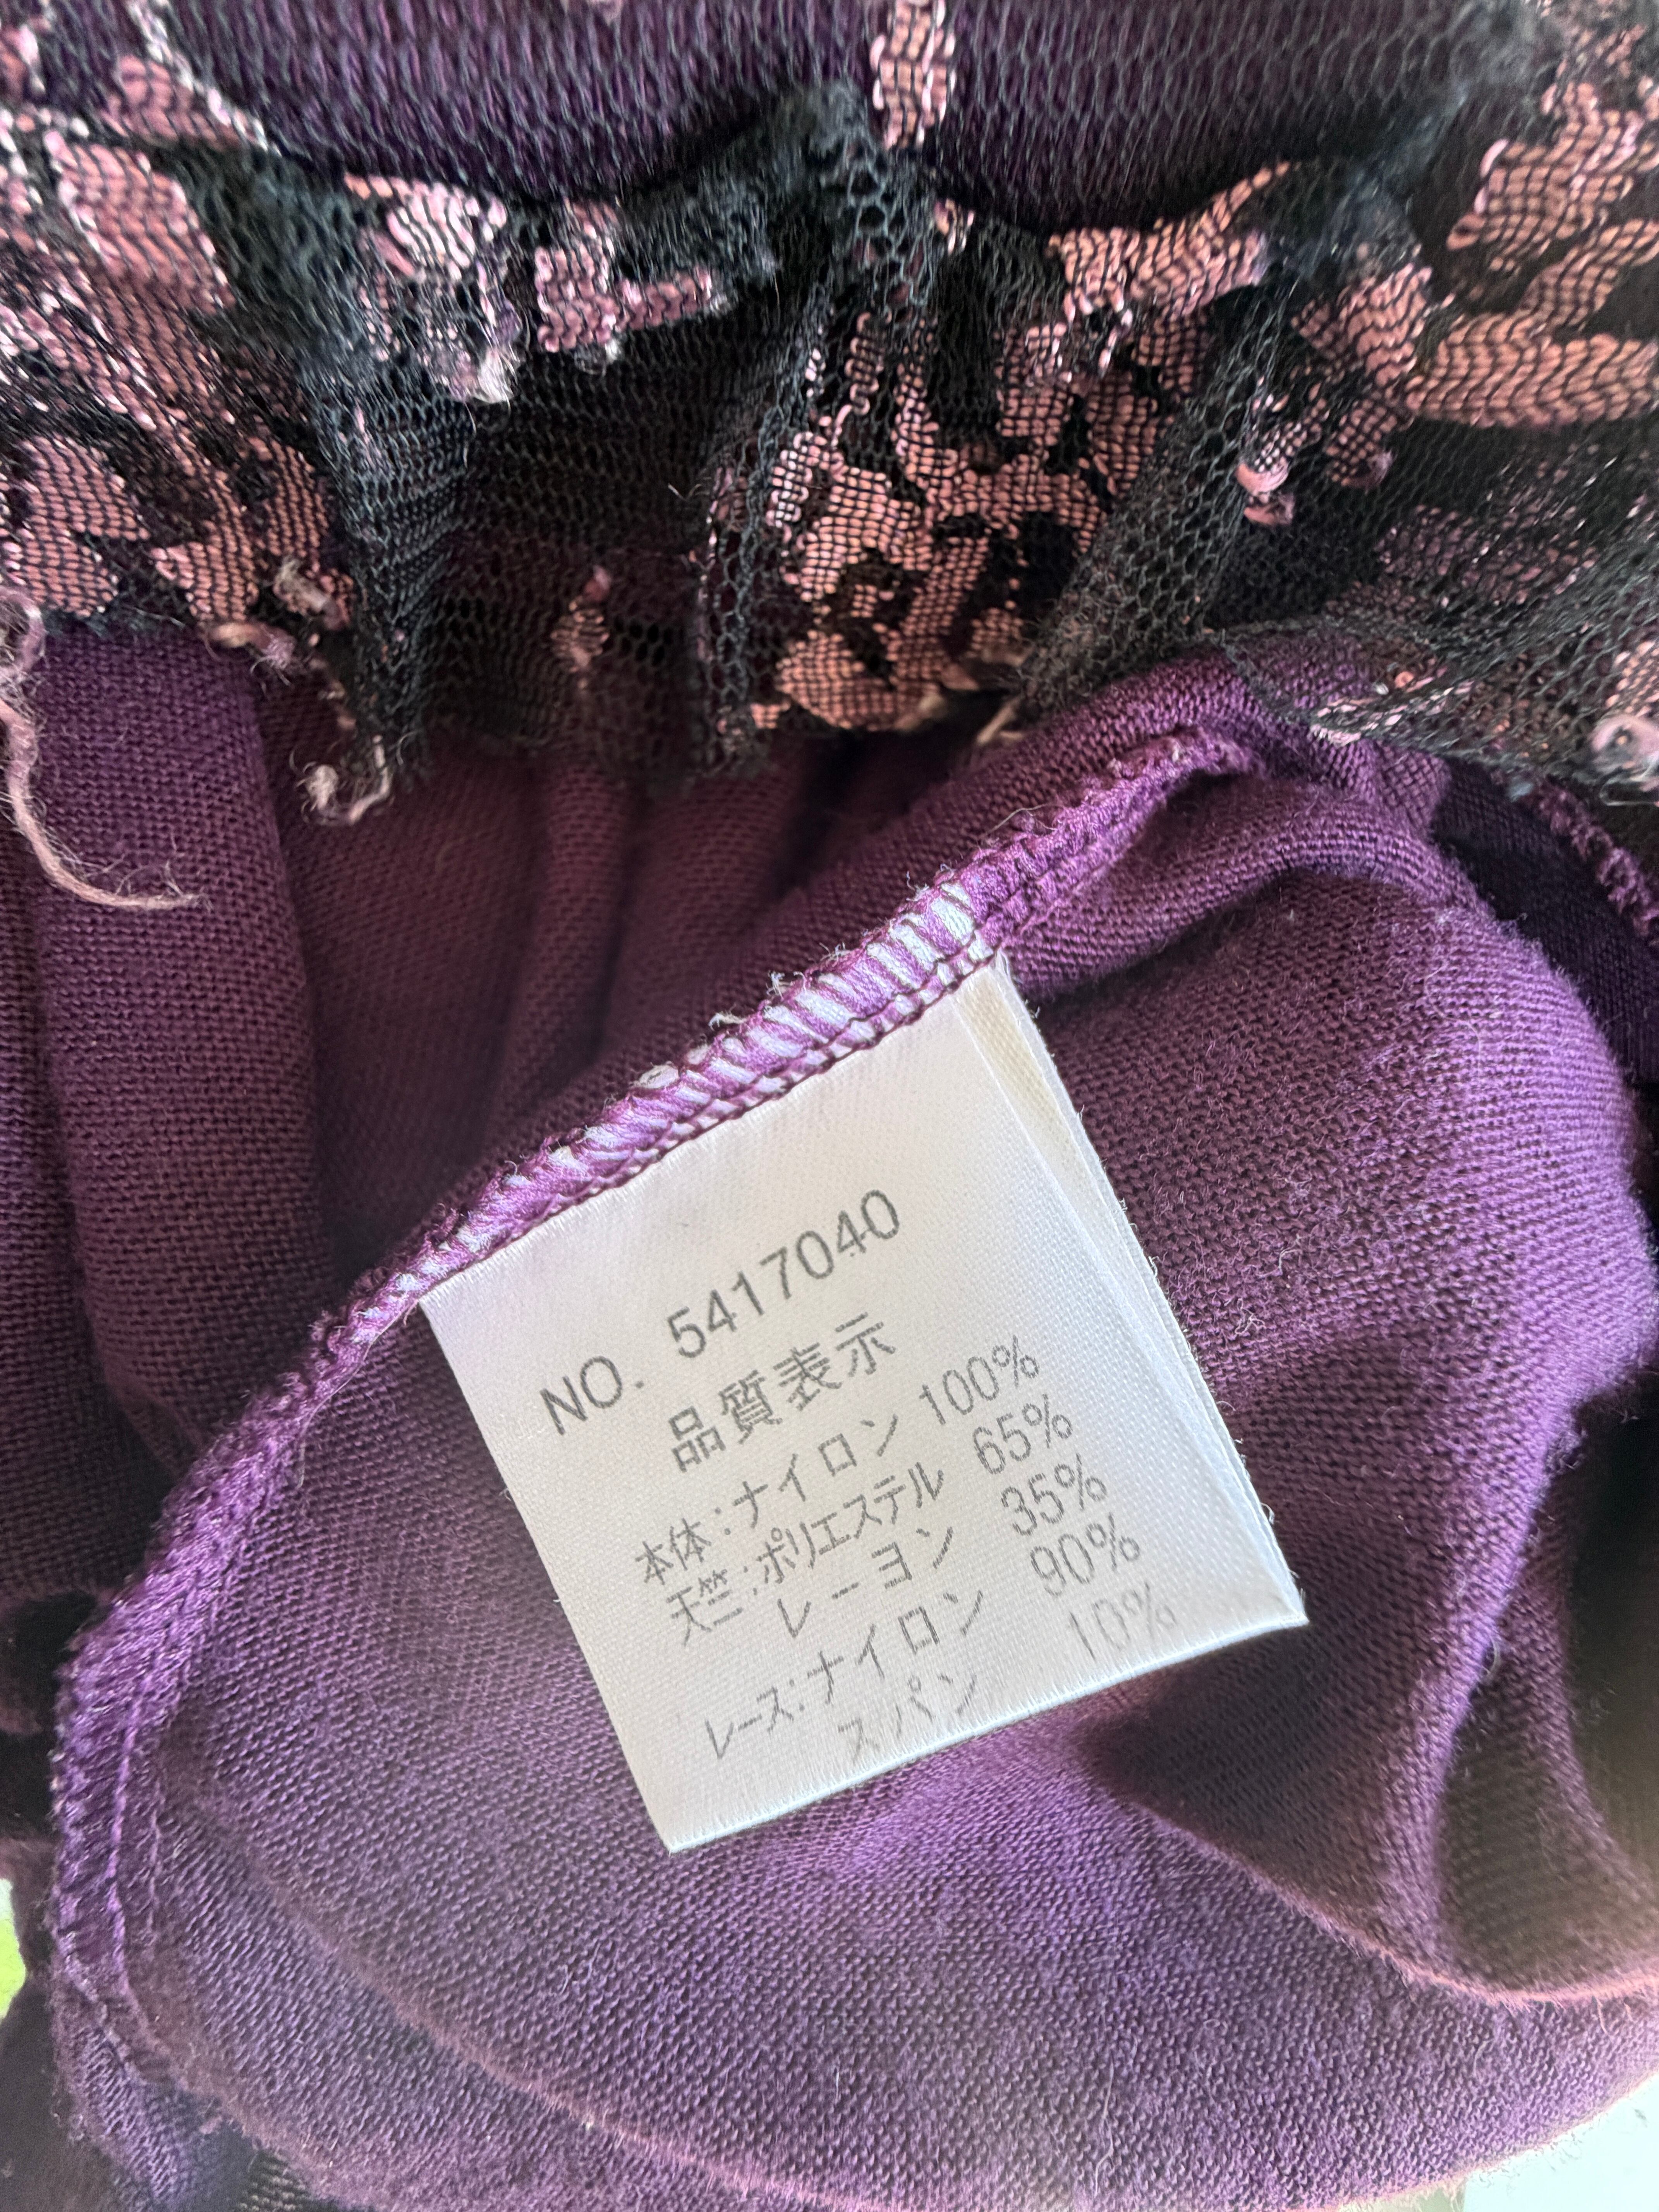 NO. 5417040
品質表示
本体:ナイロン 100%
天竺:ポリエステル 65%
レーヨン 35%
レース:ナイロン 90%
スパン 10%